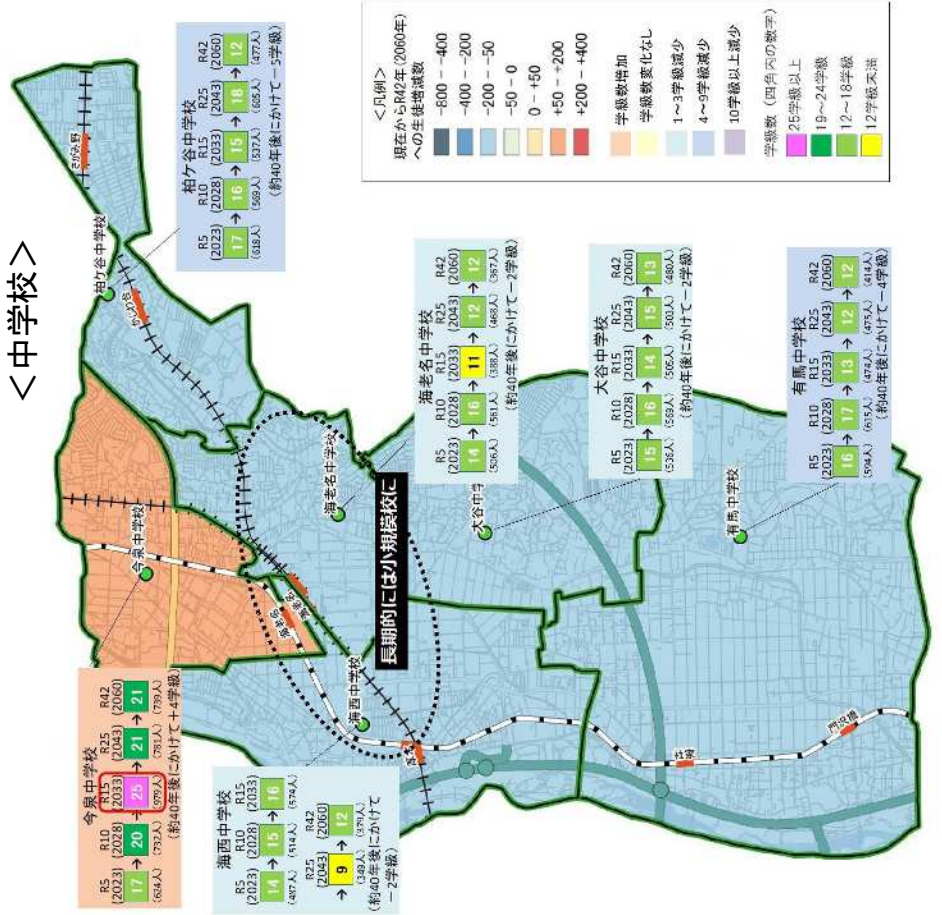 <中学校>
今泉中学校
R5 R10 R15 R25 R42
(2023) (2028) (2033) (2043) (2060)
17 → 20 → 25 → 21 → 21
(624人) (732人) (979人) (781人) (739人)
(約40年後にかけて+4学級)
海西中学校
R5 R10 R15
(2023) (2028) (2033)
14 → 15 → 16
(487人) (514人) (574人)
R25 R42
(2043) (2060)
→ 9 → 12
(349人) (379人)
(約40年後にかけて
-2学級)
柏ケ谷中学校
R5 R10 R15 R25 R42
(2023) (2028) (2033) (2043) (2060)
17 → 16 → 15 → 18 → 12
(618人) (569人) (537人) (605人) (477人)
(約40年後にかけて-5学級)
海老名中学校
R5 R10 R15 R25 R42
(2023) (2028) (2033) (2043) (2060)
14 → 16 → 11 → 12 → 12
(506人) (561人) (388人) (468人) (367人)
(約40年後にかけて-2学級)
大谷中学校
R5 R10 R15 R25 R42
(2023) (2028) (2033) (2043) (2060)
15 → 16 → 14 → 15 → 13
(536人) (569人) (505人) (503人) (480人)
(約40年後にかけて-2学級)
有馬中学校
R5 R10 R15 R25 R42
(2023) (2028) (2033) (2043) (2060)
16 → 17 → 13 → 12 → 12
(594人) (615人) (474人) (475人) (414人)
(約40年後にかけて-4学級)
今泉中学校
柏ケ谷中学校
さがみ野
かしわ台
海老名
海老名中学校
海西中学校
長期的には小規模校に
厚木
大谷中学
有馬中学校
社家
門沢橋
<凡例>
現在からR42年(2060年)
への生徒増減数
-800 - -400
-400 - -200
-200 - -50
-50 - 0
0 - +50
+50 - +200
+200 - +400
学級数増加
学級数変化なし
1~3学級減少
4~9学級減少
10学級以上減少
学級数(四角内の数字)
25学級以上
19~24学級
12~18学級
12学級未満